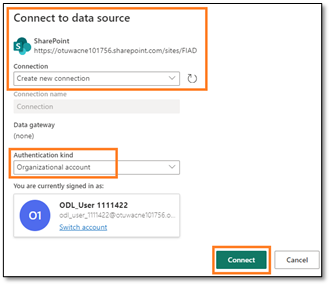 Connect to data source
SharePoint
https://otuwacne101756.sharepoint.com/sites/FIAD
Connection
Create new connection
Connection name
Connection
Data gateway
(none)
Authentication kind
Organizational account
You are currently signed in as:
O1
ODL_User 1111422
odl_user_1111422@otuwacne101756.o...
Switch account
Connect
Cancel